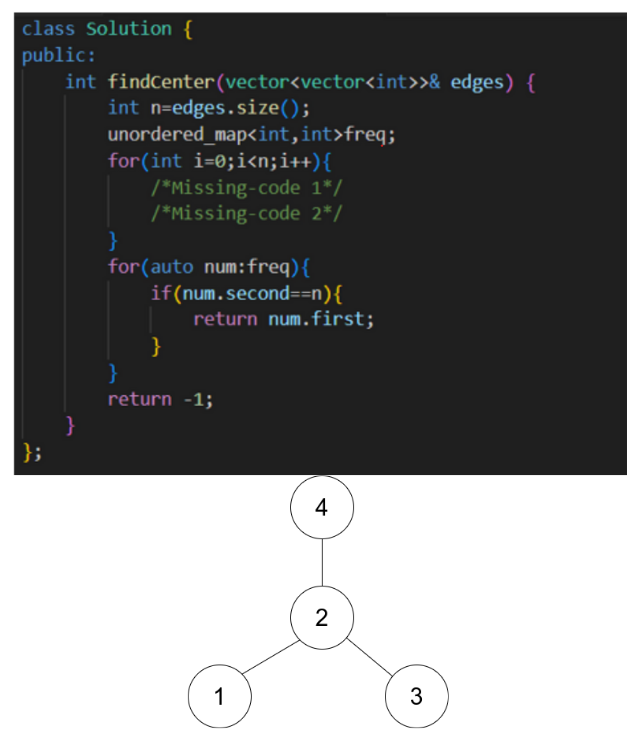 class Solution {
public:
    int findCenter(vector<vector<int>>& edges) {
        int n=edges.size();
        unordered_map<int,int>freq;
        for(int i=0;i<n;i++){
            /*Missing-code 1*/
            /*Missing-code 2*/
        }
        for(auto num:freq){
            if(num.second==n){
                return num.first;
            }
        }
        return -1;
    }
};
4
2
1 3